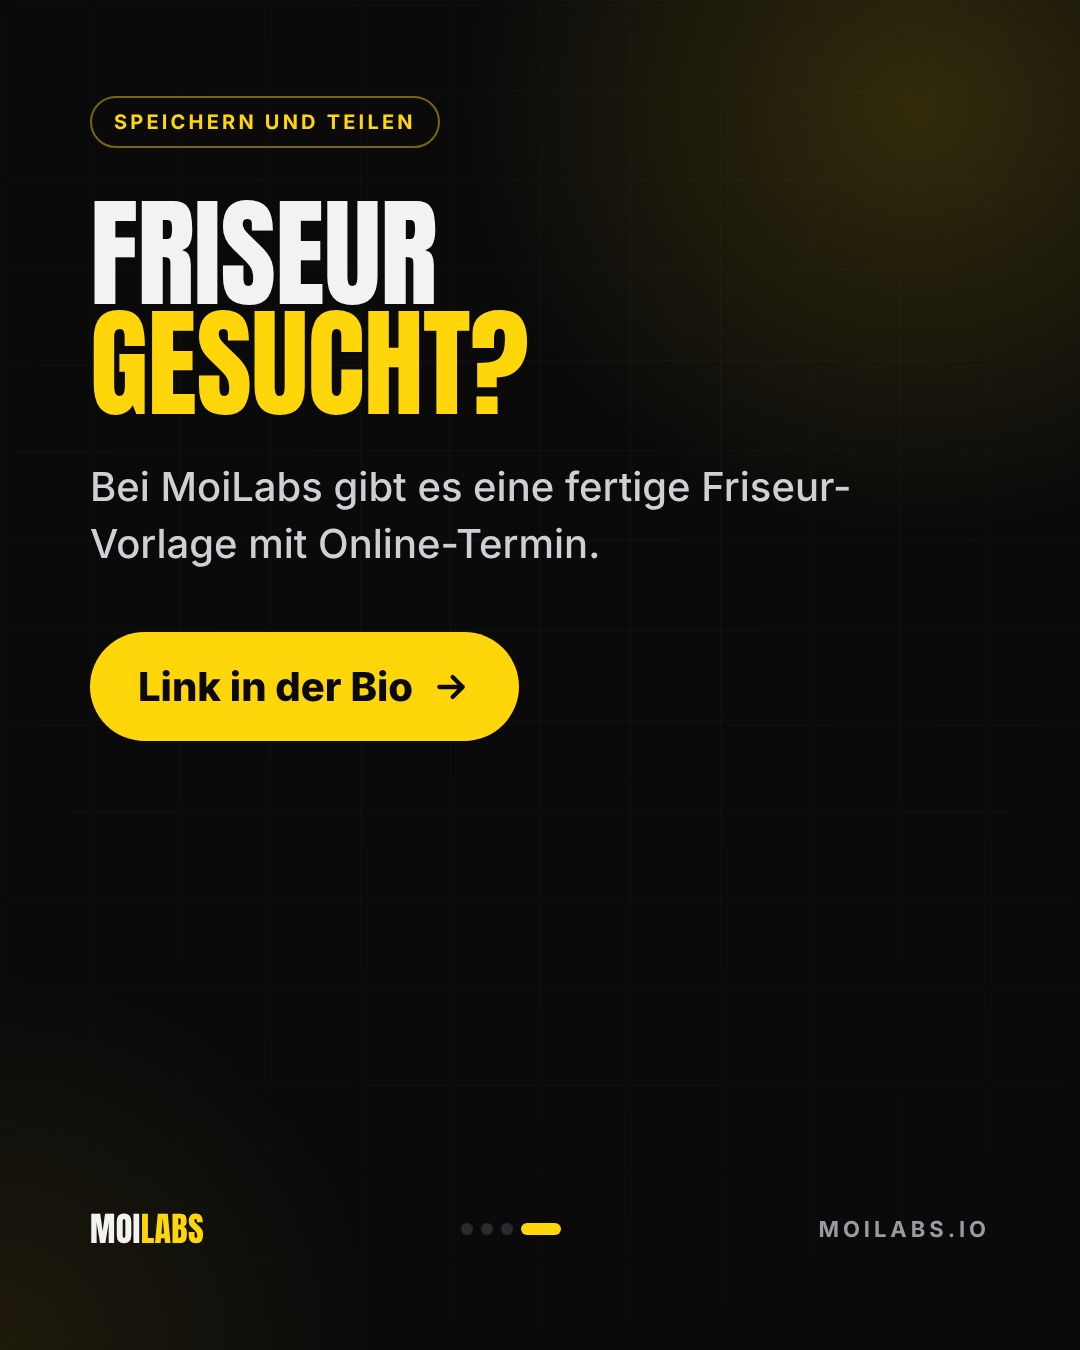 SPEICHERN UND TEILEN
FRISEUR
GESUCHT?
Bei MoiLabs gibt es eine fertige Friseur-
Vorlage mit Online-Termin.
Link in der Bio →
MOILABS
MOILABS.IO